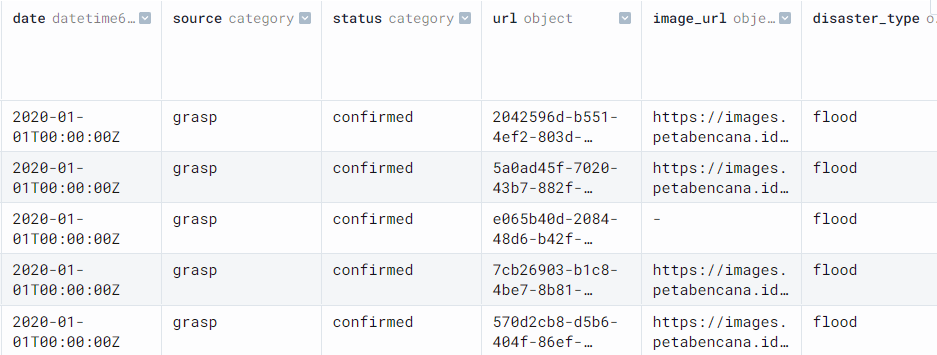 date datetime6… source category status category url object image_url obje… disaster_type o
2020-01- grasp confirmed 2042596d-b551- https://images. flood
01T00:00:00Z 4ef2-803d-… petabencana.id…
2020-01- grasp confirmed 5a0ad45f-7020- https://images. flood
01T00:00:00Z 43b7-882f-… petabencana.id…
2020-01- grasp confirmed e065b40d-2084- - flood
01T00:00:00Z 48d6-b42f-…
2020-01- grasp confirmed 7cb26903-b1c8- https://images. flood
01T00:00:00Z 4be7-8b81-… petabencana.id…
2020-01- grasp confirmed 570d2cb8-d5b6- https://images. flood
01T00:00:00Z 404f-86ef-… petabencana.id…